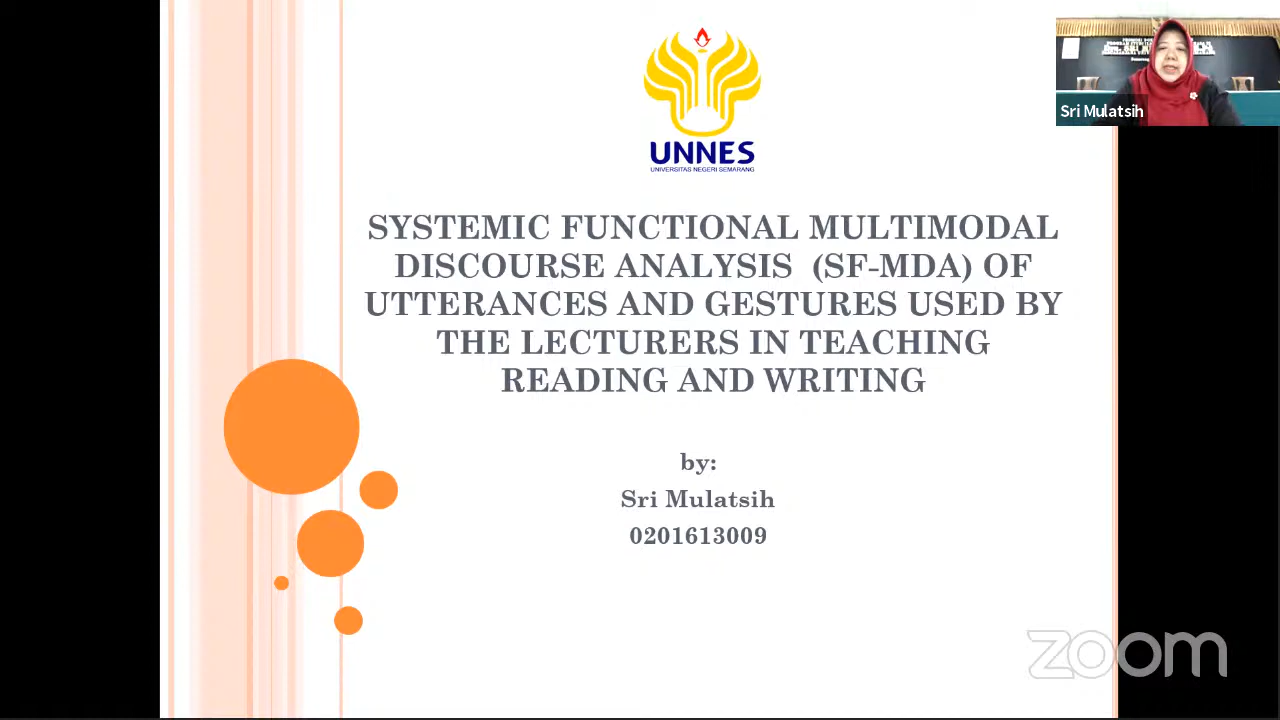 UNNES
UNIVERSITAS NEGERI SEMARANG
SYSTEMIC FUNCTIONAL MULTIMODAL
DISCOURSE ANALYSIS (SF-MDA) OF
UTTERANCES AND GESTURES USED BY
THE LECTURERS IN TEACHING
READING AND WRITING
by:
Sri Mulatsih
0201613009
Sri Mulatsih
zoom